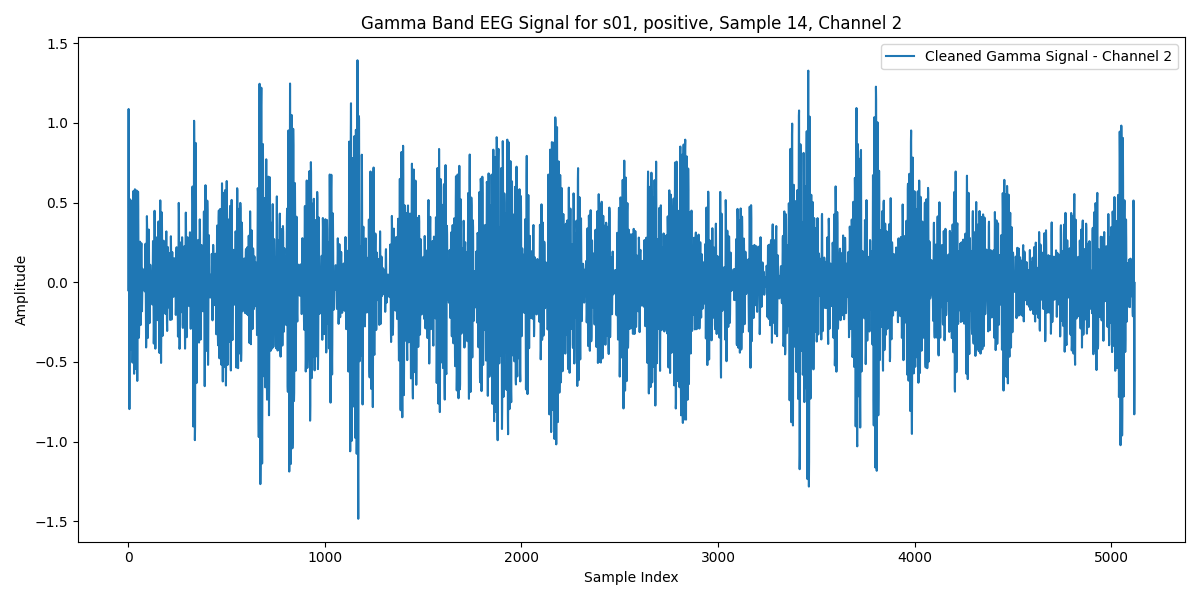 Gamma Band EEG Signal for s01, positive, Sample 14, Channel 2
Cleaned Gamma Signal - Channel 2
1.5
1.0
0.5
0.0
−0.5
−1.0
−1.5
Amplitude
0 1000 2000 3000 4000 5000
Sample Index